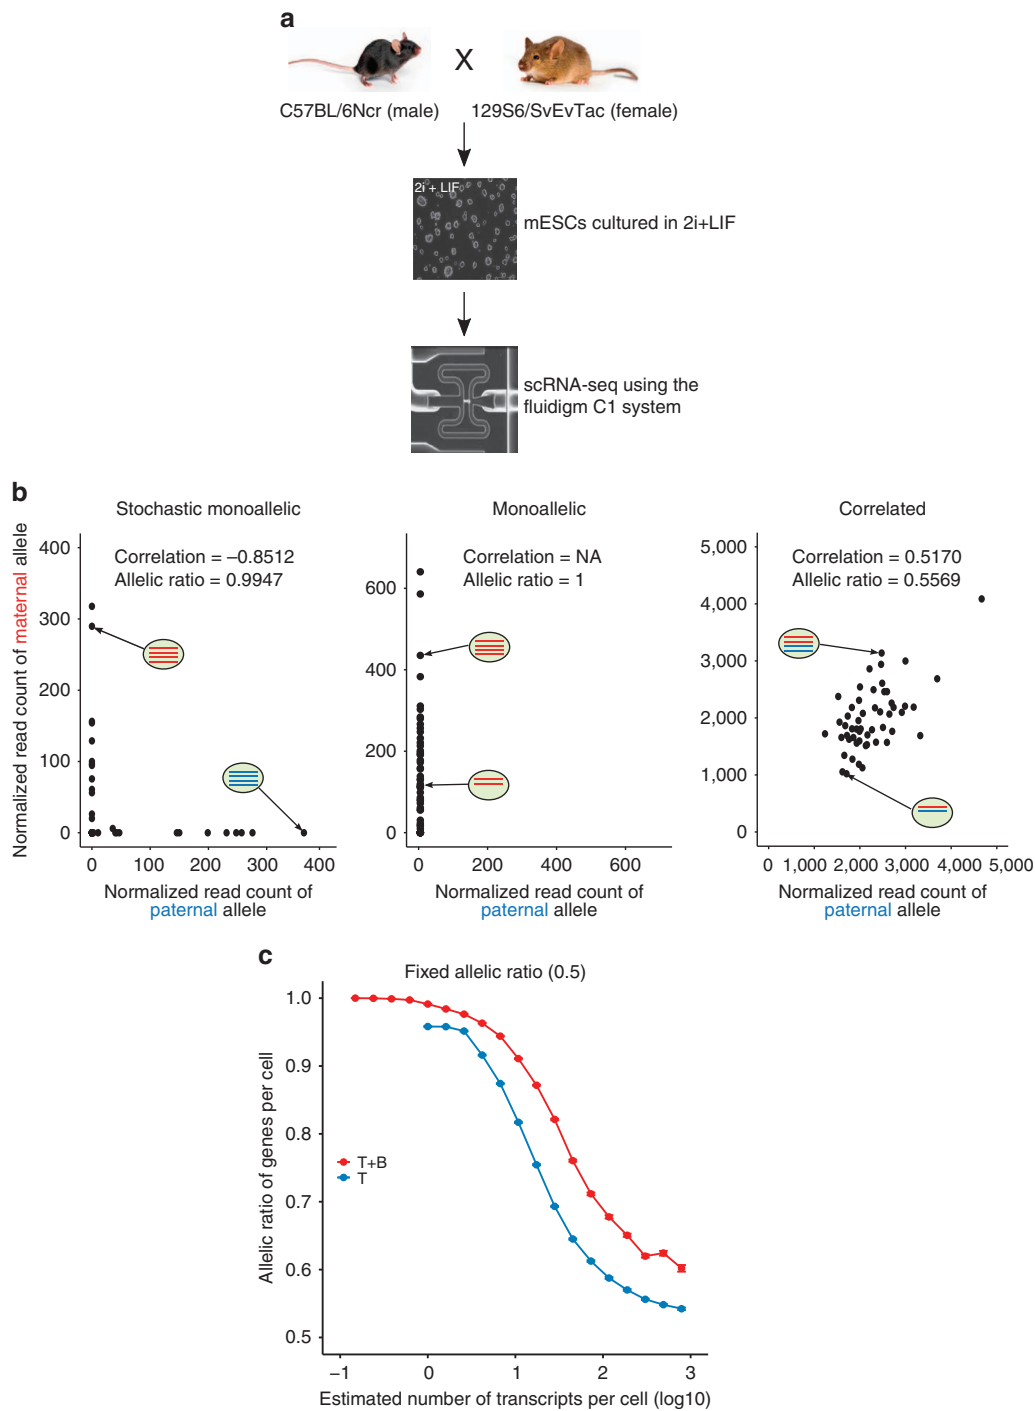 a
X
C57BL/6Ncr (male)
129S6/SvEvTac (female)
2i + LIF
mESCs cultured in 2i+LIF
scRNA-seq using the
fluidigm C1 system
b
Stochastic monoallelic
Correlation = –0.8512
Allelic ratio = 0.9947
Normalized read count of maternal allele
400
300
200
100
0
0 100 200 300 400
Normalized read count of
paternal allele
Monoallelic
Correlation = NA
Allelic ratio = 1
600
400
200
0
0 200 400 600
Normalized read count of
paternal allele
Correlated
Correlation = 0.5170
Allelic ratio = 0.5569
5,000
4,000
3,000
2,000
1,000
0
0 1,000 2,000 3,000 4,000 5,000
Normalized read count of
paternal allele
c
Fixed allelic ratio (0.5)
Allelic ratio of genes per cell
1.0
0.9
0.8
0.7
0.6
0.5
T+B
T
–1 0 1 2 3
Estimated number of transcripts per cell (log10)